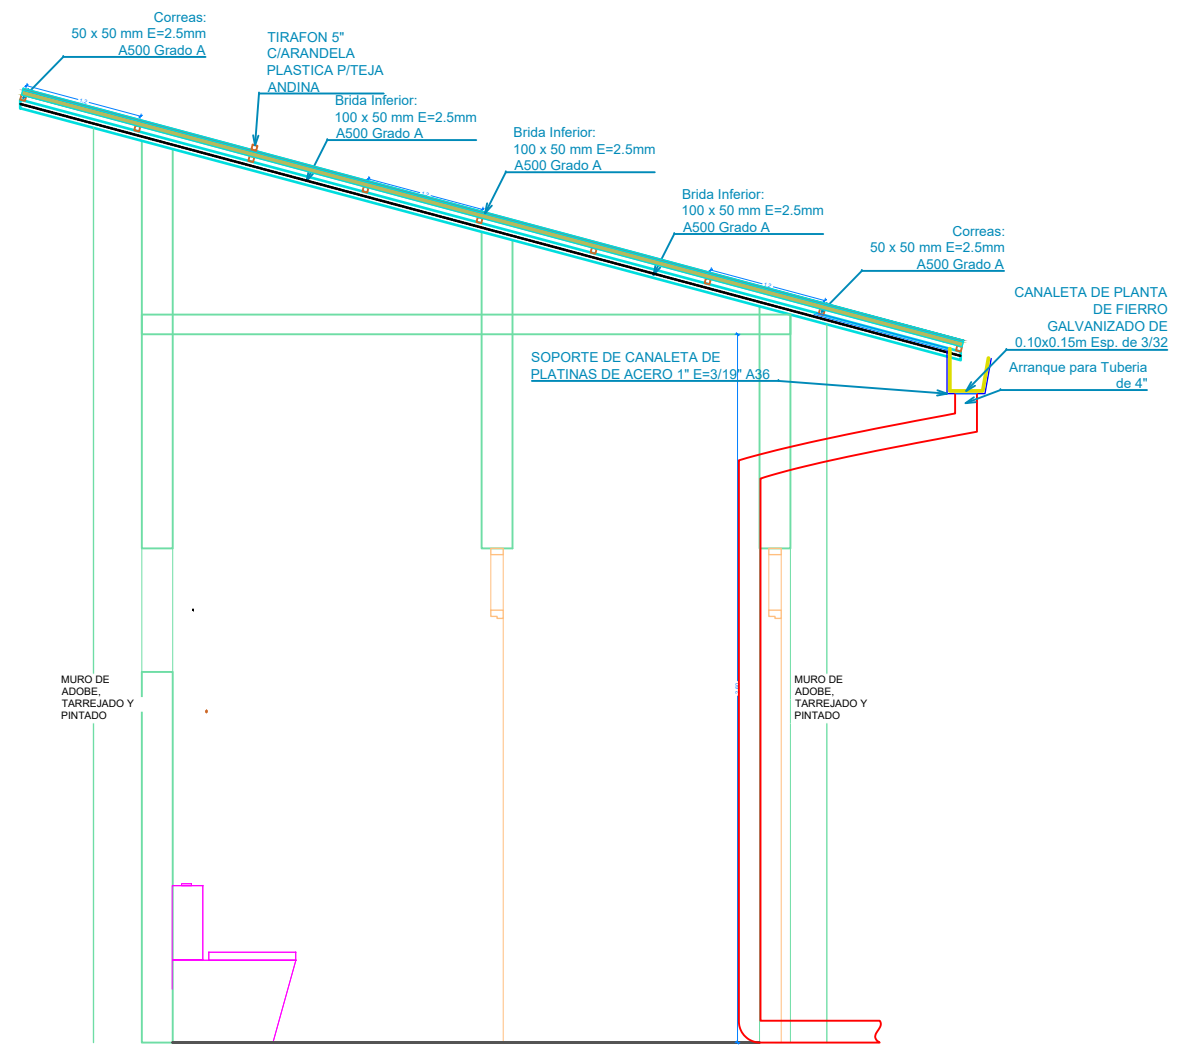 Correas:
50 x 50 mm E=2.5mm
A500 Grado A
TIRAFON 5"
C/ARANDELA
PLASTICA P/TEJA
ANDINA
Brida Inferior:
100 x 50 mm E=2.5mm
A500 Grado A
Brida Inferior:
100 x 50 mm E=2.5mm
A500 Grado A
Brida Inferior:
100 x 50 mm E=2.5mm
A500 Grado A
Correas:
50 x 50 mm E=2.5mm
A500 Grado A
CANALETA DE PLANTA
DE FIERRO
GALVANIZADO DE
0.10x0.15m Esp. de 3/32
SOPORTE DE CANALETA DE
PLATINAS DE ACERO 1" E=3/19" A36
Arranque para Tuberia
de 4"
MURO DE
ADOBE,
TARREJADO Y
PINTADO
MURO DE
ADOBE,
TARREJADO Y
PINTADO